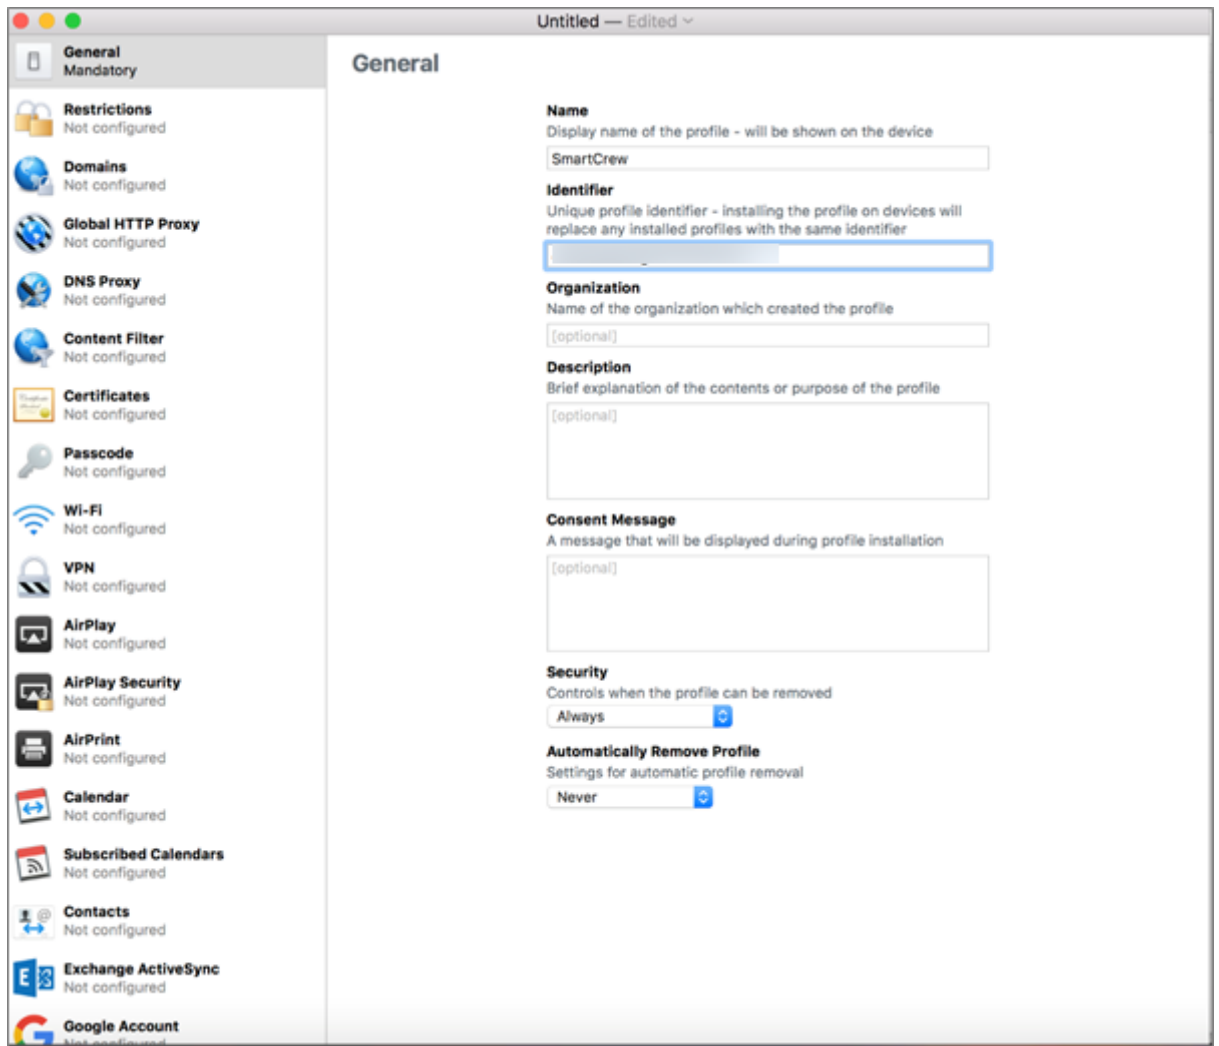 Untitled — Edited
General
Mandatory
Restrictions
Not configured
Domains
Not configured
Global HTTP Proxy
Not configured
DNS Proxy
Not configured
Content Filter
Not configured
Certificates
Not configured
Passcode
Not configured
Wi-Fi
Not configured
VPN
Not configured
AirPlay
Not configured
AirPlay Security
Not configured
AirPrint
Not configured
Calendar
Not configured
Subscribed Calendars
Not configured
Contacts
Not configured
Exchange ActiveSync
Not configured
Google Account
Not configured
General
Name
Display name of the profile - will be shown on the device
SmartCrew
Identifier
Unique profile identifier - installing the profile on devices will
replace any installed profiles with the same identifier
Organization
Name of the organization which created the profile
[optional]
Description
Brief explanation of the contents or purpose of the profile
[optional]
Consent Message
A message that will be displayed during profile installation
[optional]
Security
Controls when the profile can be removed
Always
Automatically Remove Profile
Settings for automatic profile removal
Never